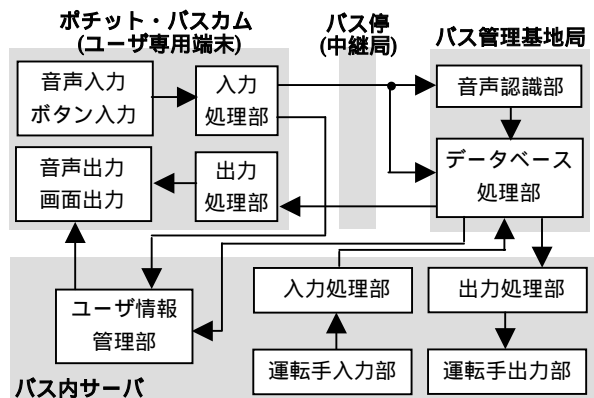 ポチット・バスカム
(ユーザ専用端末)
バス停
(中継局)
バス管理基地局
音声入力
ボタン入力
入力
処理部
音声認識部
音声出力
画面出力
出力
処理部
データベース
処理部
ユーザ情報
管理部
入力処理部
出力処理部
運転手入力部
運転手出力部
バス内サーバ